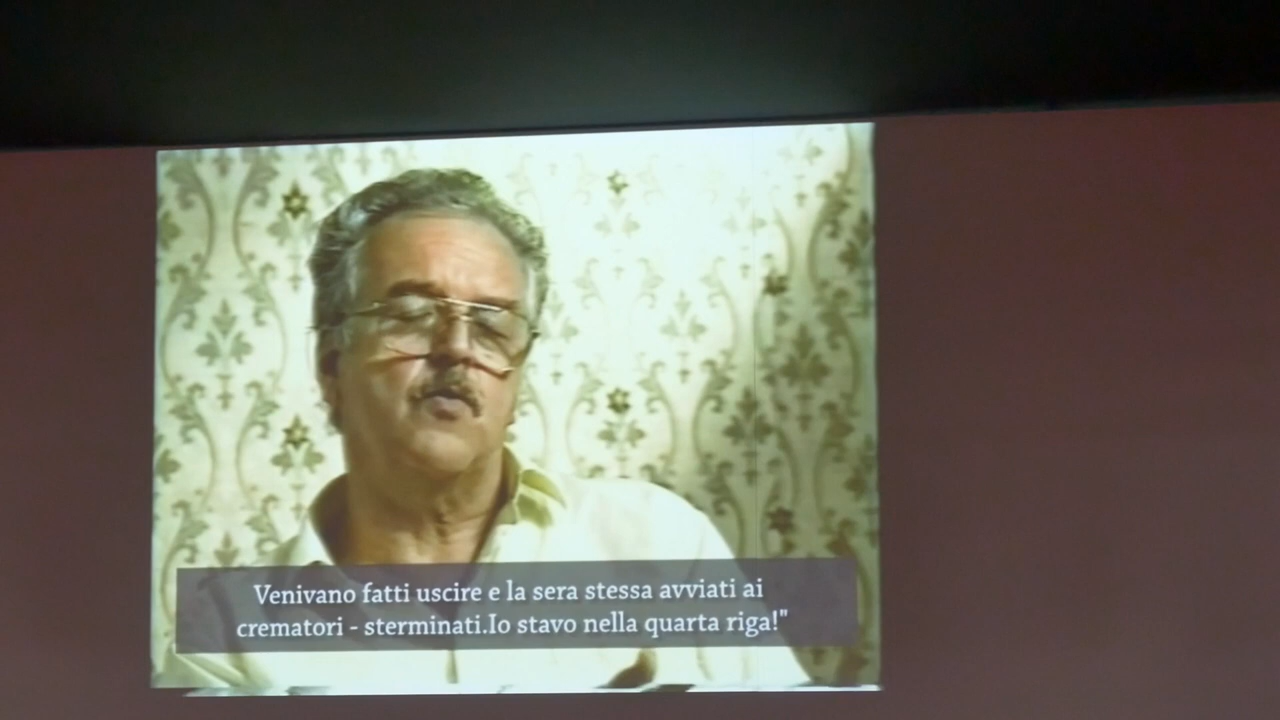 Venivano fatti uscire e la sera stessa avviati ai
crematori - sterminati.Io stavo nella quarta riga!"